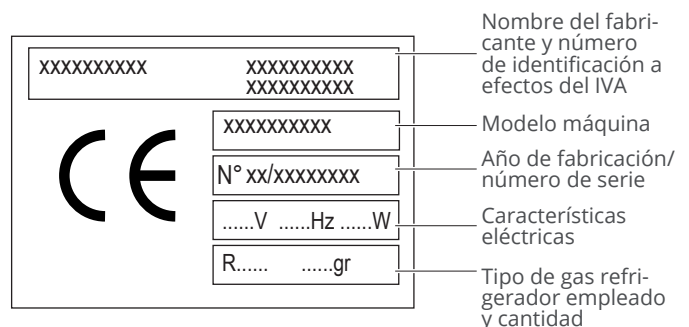 Nombre del fabri-
cante y número
de identificación a
efectos del IVA
xxxxxxxxxx xxxxxxxxxx
xxxxxxxxxx
CE
xxxxxxxxxx
Modelo máquina
N° xx/xxxxxxxx
Año de fabricación/
número de serie
......V ......Hz ......W
Características
eléctricas
R...... ......gr
Tipo de gas refri-
gerador empleado
y cantidad